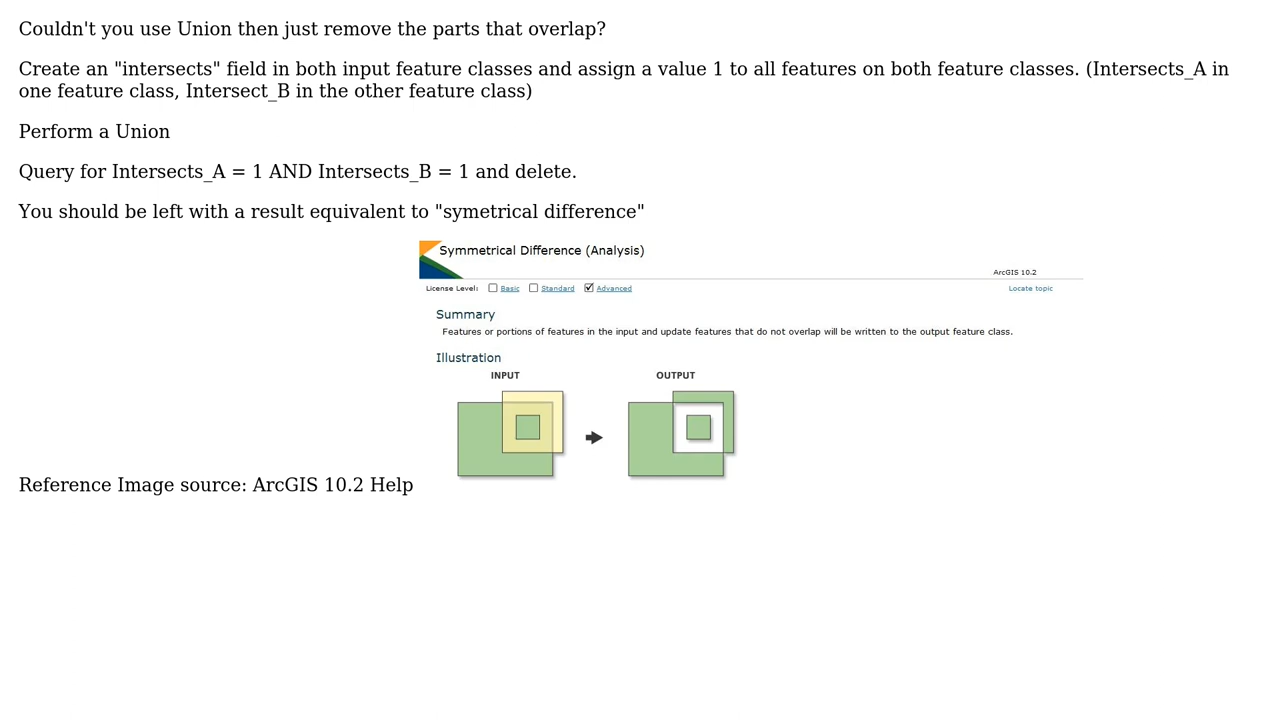 Couldn't you use Union then just remove the parts that overlap?
Create an "intersects" field in both input feature classes and assign a value 1 to all features on both feature classes. (Intersects_A in
one feature class, Intersect_B in the other feature class)
Perform a Union
Query for Intersects_A = 1 AND Intersects_B = 1 and delete.
You should be left with a result equivalent to "symetrical difference"
Symmetrical Difference (Analysis)
ArcGIS 10.2
License Level: Basic Standard Advanced
Locate topic
Summary
Features or portions of features in the input and update features that do not overlap will be written to the output feature class.
Illustration
INPUT OUTPUT
Reference Image source: ArcGIS 10.2 Help